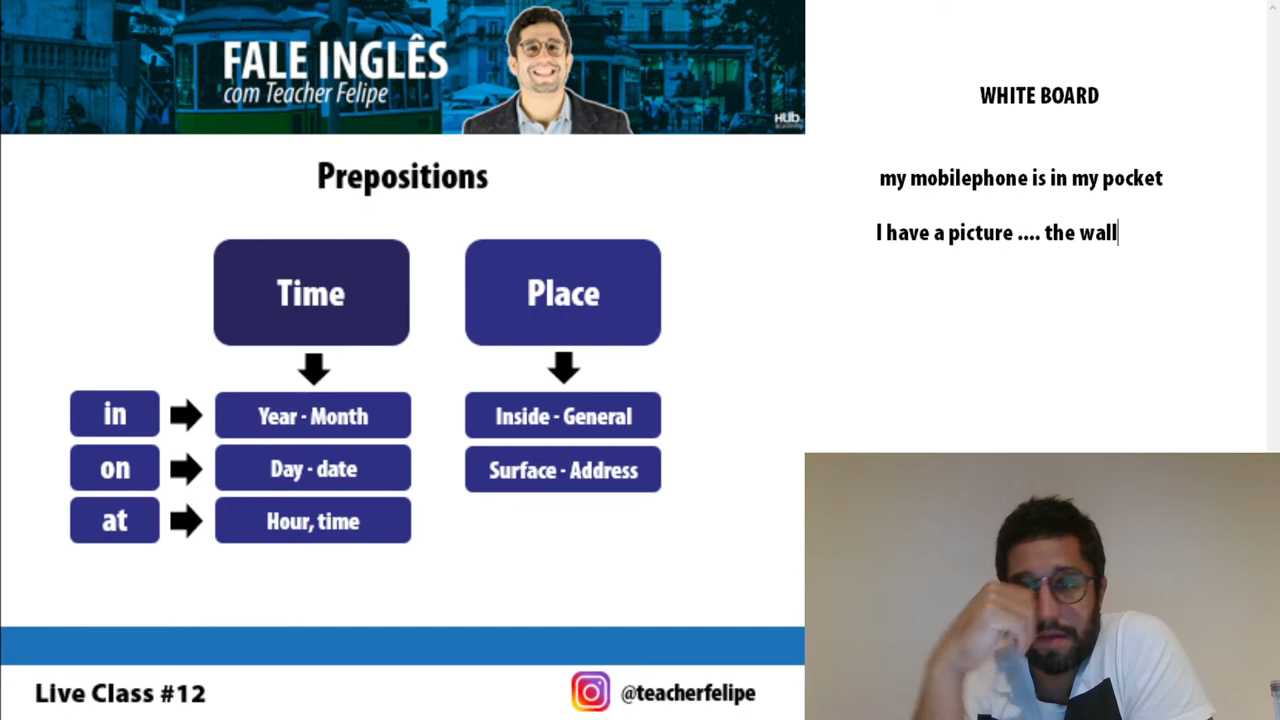 FALE INGLÊS
com Teacher Felipe
HUB
academy
Prepositions
Time
Place
in
Year - Month
Inside - General
on
Day - date
Surface - Address
at
Hour, time
Live Class #12
@teacherfelipe
WHITE BOARD
my mobilephone is in my pocket
I have a picture .... the wall